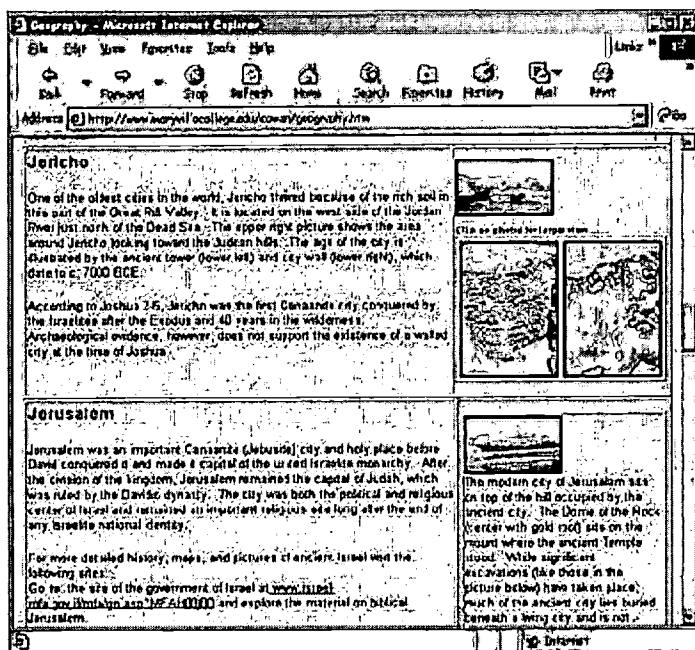 Geography - Microsoft Internet Explorer
File Edit View Favorites Tools Help
Links
Back Forward Stop Refresh Home Search Favorites History Mail Print
Address http://www.maryvillecollege.edu/cowan/geography.htm
Go
Jericho
One of the oldest cities in the world, Jericho thrived because of the rich soil in
this part of the Great Rift Valley. It is located on the west side of the Jordan
River just north of the Dead Sea. The upper right picture shows the area
around Jericho looking toward the Judean hills. The age of the city is
illustrated by the ancient tower (lower left) and city wall (lower right), which
date to c. 7000 BCE.
According to Joshua 2-6, Jericho was the first Canaanite city conquered by
the Israelites after the Exodus and 40 years in the wilderness.
Archaeological evidence, however, does not support the existence of a walled
city at the time of Joshua.
Click on photos for larger view.
Jerusalem
Jerusalem was an important Canaanite (Jebusite) city and holy place before
David conquered it and made it capital of the united Israelite monarchy. After
the division of the kingdom, Jerusalem remained the capital of Judah, which
was ruled by the Davidic dynasty. The city was both the political and religious
center of Israel and remained an important religious site long after the end of
any Israelite national identity.
For more detailed history, maps, and pictures of ancient Israel visit the
following sites:
Go to the site of the government of Israel at
and explore the material on biblical
Jerusalem.
The modern city of Jerusalem sits
on top of the hill occupied by the
ancient city. The Dome of the Rock
(center with gold roof) sits on the
mound where the ancient Temple
stood. While significant
excavations (like those in the
picture below) have taken place,
much of the ancient city lies buried
beneath a living city and is not
Internet